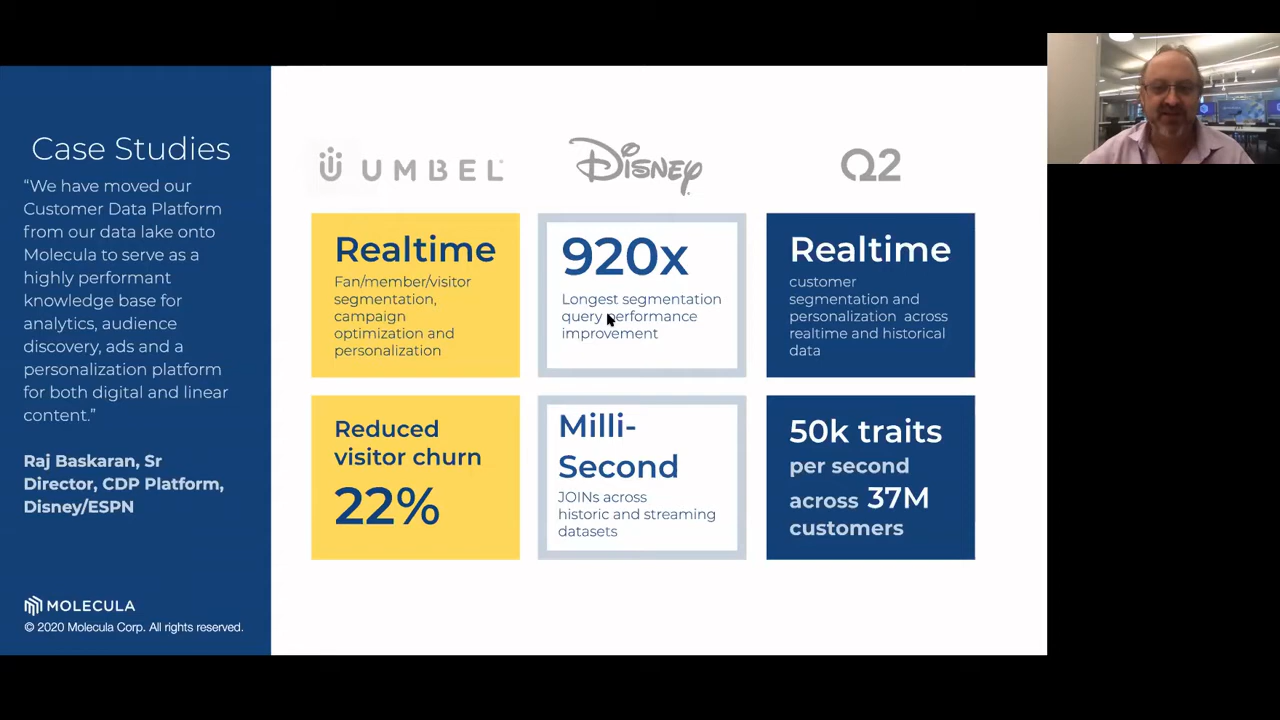 Case Studies
“We have moved our
Customer Data Platform
from our data lake onto
Molecula to serve as a
highly performant
knowledge base for
analytics, audience
discovery, ads and a
personalization platform
for both digital and linear
content.”
Raj Baskaran, Sr
Director, CDP Platform,
Disney/ESPN
MOLECULA
© 2020 Molecula Corp. All rights reserved.
UMBEL
Realtime
Fan/member/visitor
segmentation,
campaign
optimization and
personalization
Reduced
visitor churn
22%
Disney
920x
Longest segmentation
query performance
improvement
Milli-
Second
JOINs across
historic and streaming
datasets
Q2
Realtime
customer
segmentation and
personalization across
realtime and historical
data
50k traits
per second
across 37M
customers